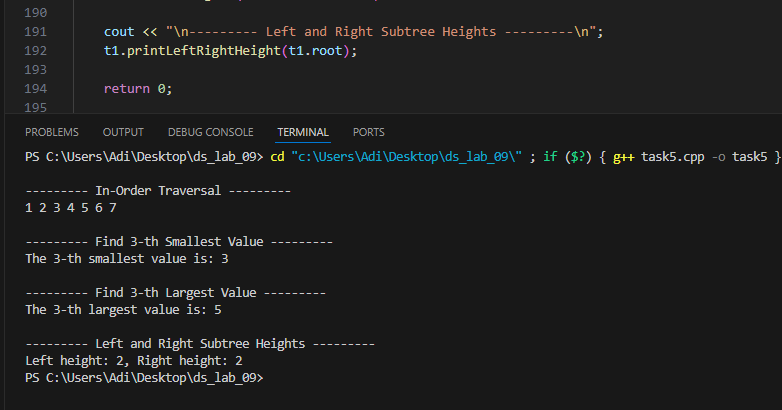 190
191 cout << "\n--------- Left and Right Subtree Heights ---------\n";
192 t1.printLeftRightHeight(t1.root);
193
194 return 0;
195
PROBLEMS OUTPUT DEBUG CONSOLE TERMINAL PORTS
PS C:\Users\Adi\Desktop\ds_lab_09> cd "c:\Users\Adi\Desktop\ds_lab_09\" ; if ($?) { g++ task5.cpp -o task5 }
--------- In-Order Traversal ---------
1 2 3 4 5 6 7
--------- Find 3-th Smallest Value ---------
The 3-th smallest value is: 3
--------- Find 3-th Largest Value ---------
The 3-th largest value is: 5
--------- Left and Right Subtree Heights ---------
Left height: 2, Right height: 2
PS C:\Users\Adi\Desktop\ds_lab_09>